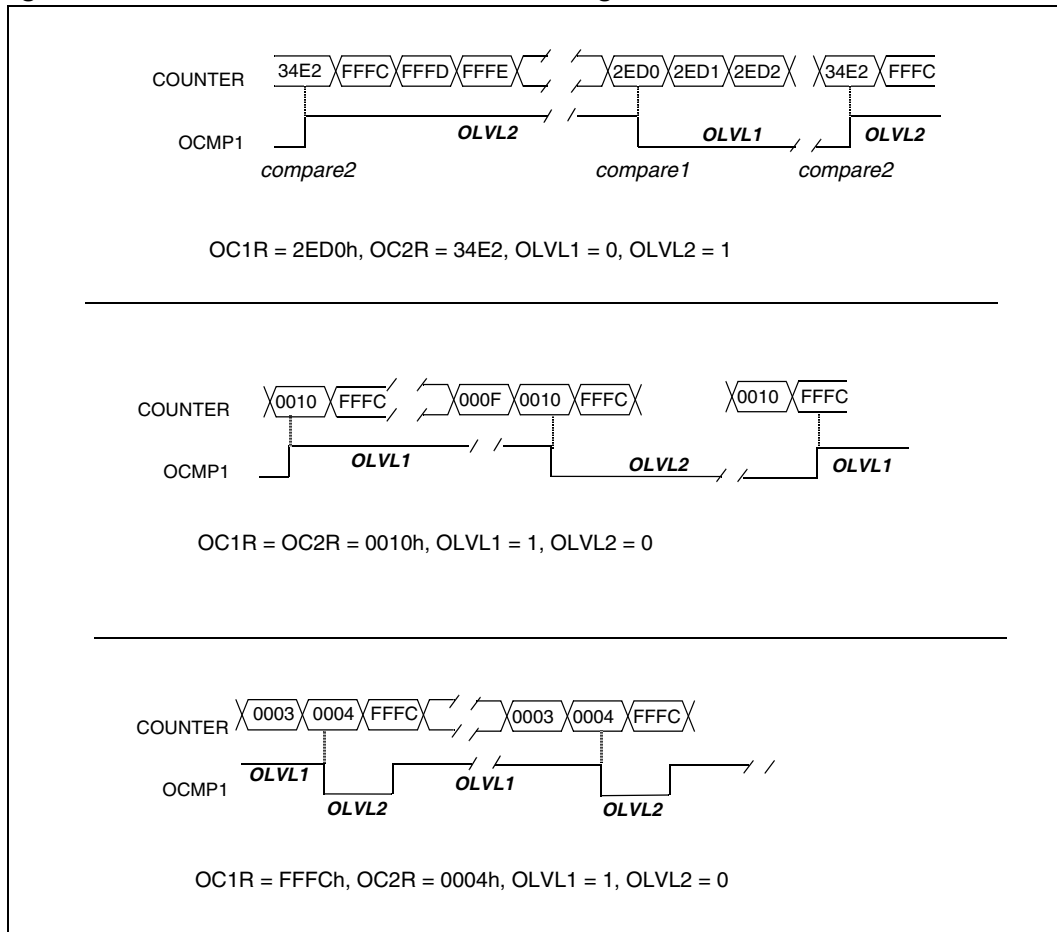 COUNTER 34E2 FFFC FFFD FFFE 2ED0 2ED1 2ED2 34E2 FFFC
OCMP1 OLVL2 OLVL1 OLVL2
compare2 compare1 compare2
OC1R = 2ED0h, OC2R = 34E2, OLVL1 = 0, OLVL2 = 1
COUNTER 0010 FFFC 000F 0010 FFFC 0010 FFFC
OCMP1 OLVL1 OLVL2 OLVL1
OC1R = OC2R = 0010h, OLVL1 = 1, OLVL2 = 0
COUNTER 0003 0004 FFFC 0003 0004 FFFC
OCMP1 OLVL1 OLVL1
OLVL2 OLVL2
OC1R = FFFCh, OC2R = 0004h, OLVL1 = 1, OLVL2 = 0